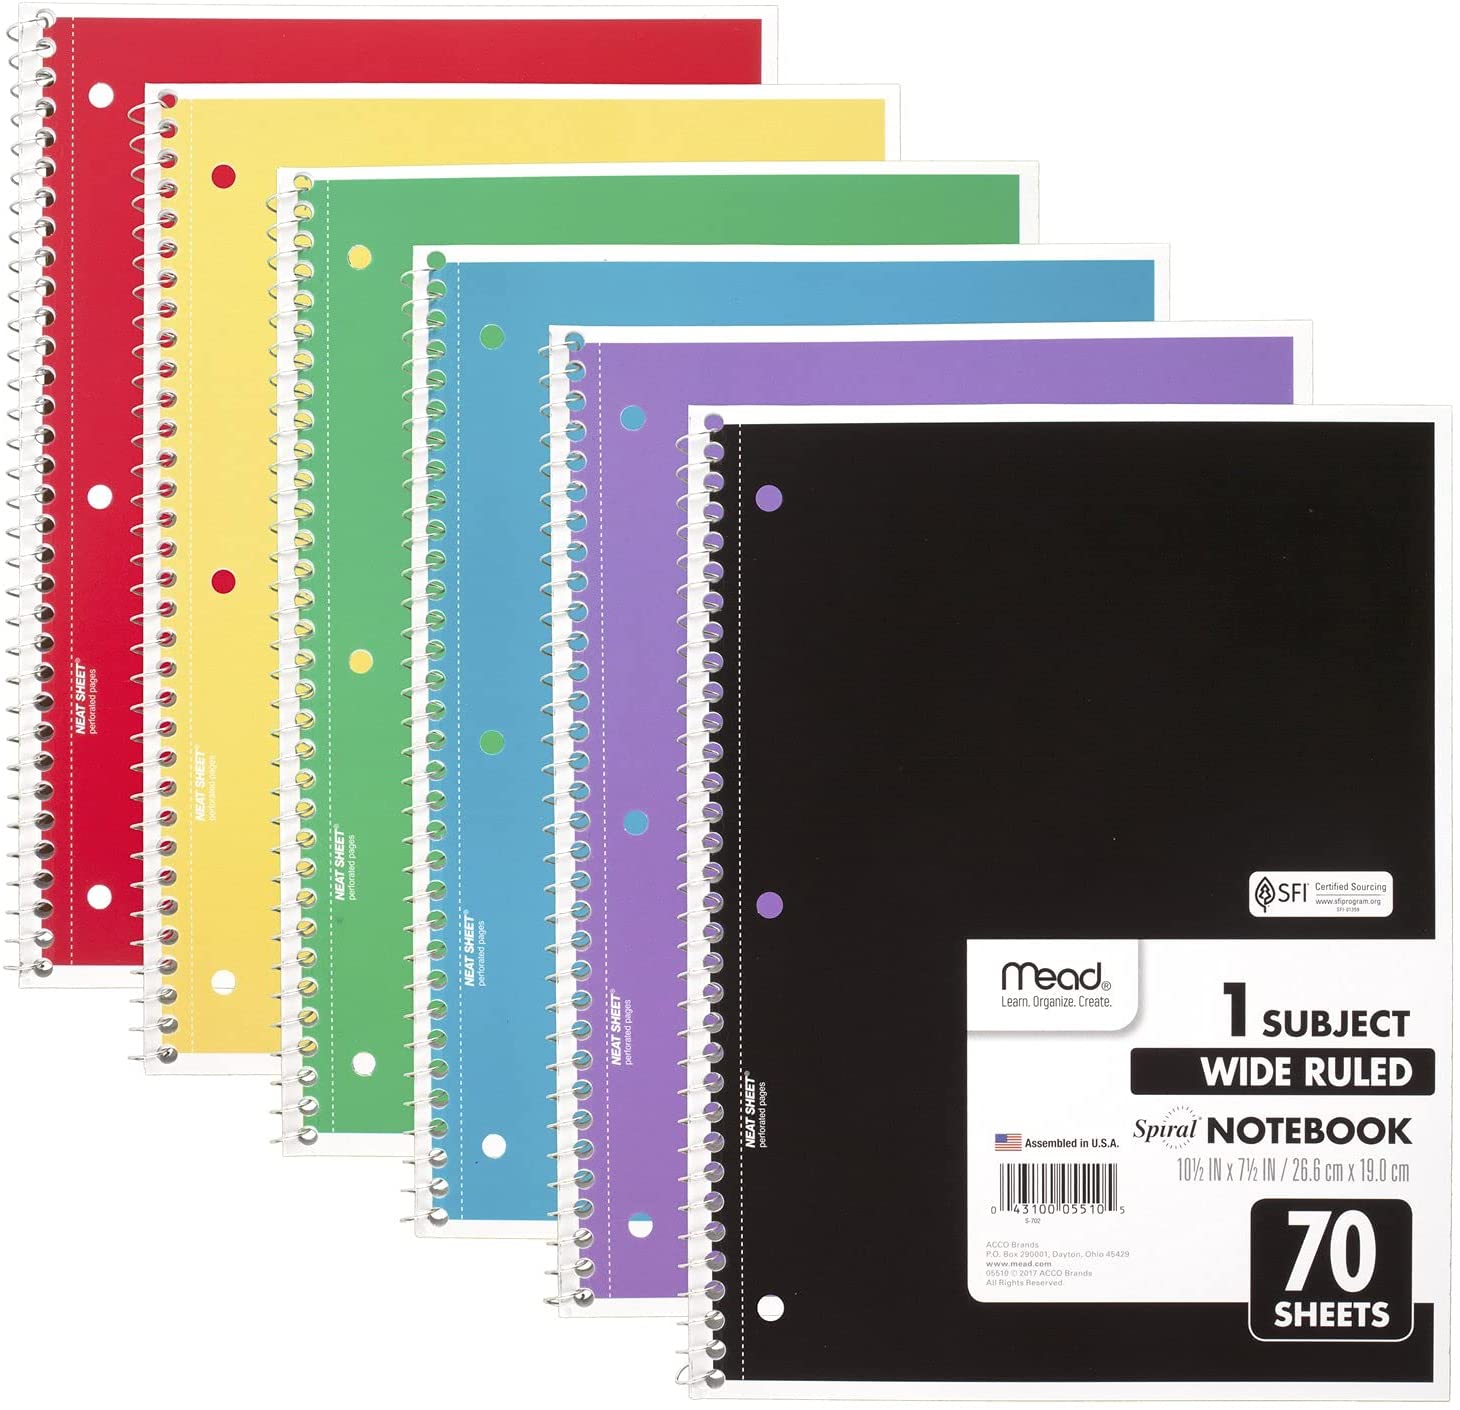 NEAT SHEET®
perforated pages
NEAT SHEET®
perforated pages
NEAT SHEET®
perforated pages
NEAT SHEET®
perforated pages
NEAT SHEET®
perforated pages
NEAT SHEET®
perforated pages
SFI Certified Sourcing
www.sfiprogram.org
SFI-01359
Mead®
Learn. Organize. Create.
1 SUBJECT
WIDE RULED
Spiral® NOTEBOOK
10½ IN x 7½ IN / 26.6 cm x 19.0 cm
70
SHEETS
Assembled in U.S.A.
0 43100 05510 5
S-702
ACCO Brands
P.O. Box 290001, Dayton, Ohio 45429
www.mead.com
05510 © 2017 ACCO Brands
All Rights Reserved.